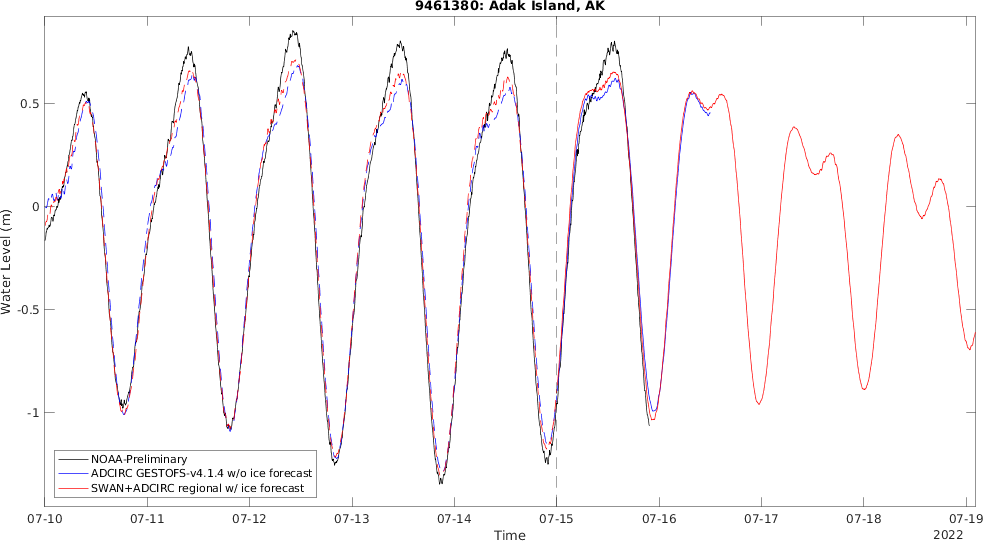 9461380: Adak Island, AK
Water Level (m)
0.5
0
-0.5
-1
NOAA-Preliminary
ADCIRC GESTOFS-v4.1.4 w/o ice forecast
SWAN+ADCIRC regional w/ ice forecast
07-10 07-11 07-12 07-13 07-14 07-15 07-16 07-17 07-18 07-19
Time
2022